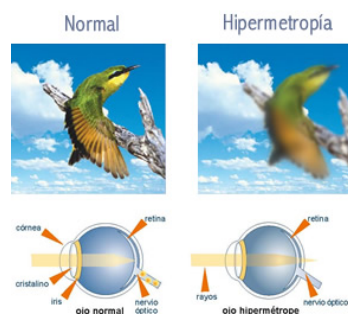 Normal
Hipermetropía
córnea
retina
cristalino
iris
nervio
óptico
ojo normal
retina
rayos
nervio óptico
ojo hipermétrope